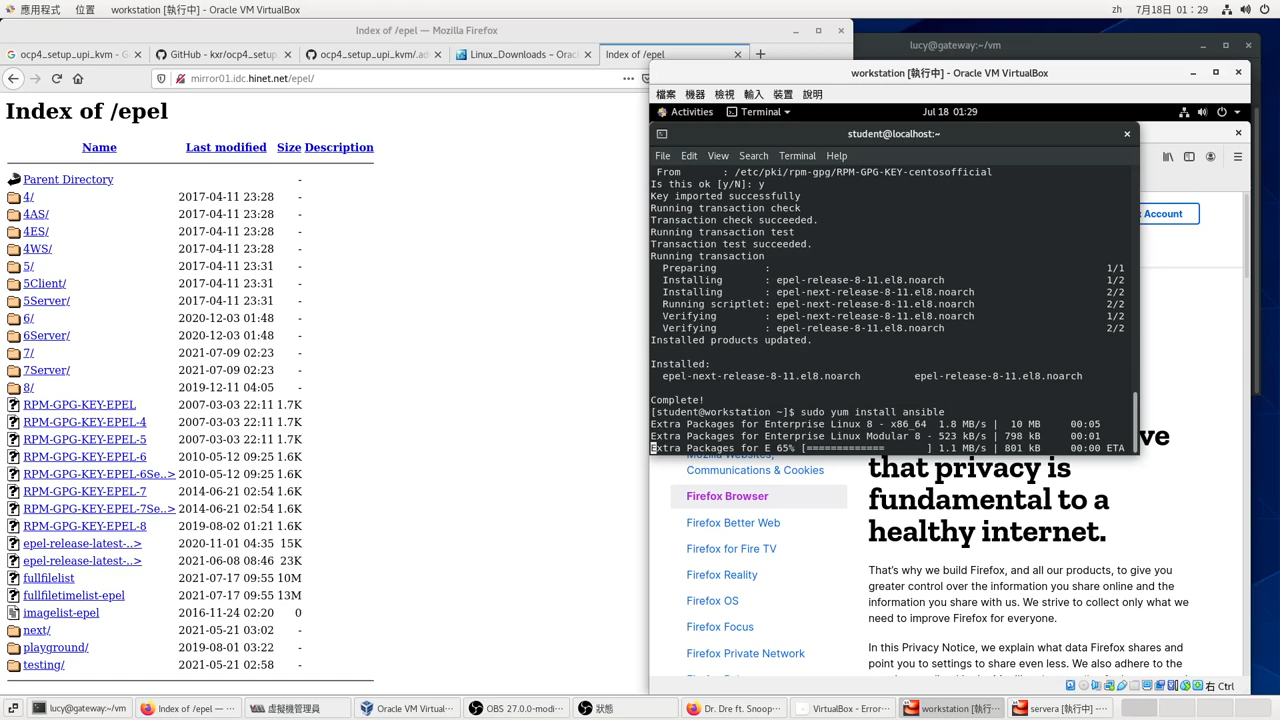 應用程式
位置
workstation [執行中] - Oracle VM VirtualBox
zh
7月18日 01：29
Index of /epel — Mozilla Firefox
ocp4_setup_upi_kvm - G
GitHub - kxr/ocp4_setup
ocp4_setup_upi_kvm/.ad
Linux_Downloads – Orac
Index of /epel
mirror01.idc.hinet.net/epel/
Index of /epel
Name Last modified Size Description
Parent Directory -
4/ 2017-04-11 23:28 -
4AS/ 2017-04-11 23:28 -
4ES/ 2017-04-11 23:28 -
4WS/ 2017-04-11 23:28 -
5/ 2017-04-11 23:31 -
5Client/ 2017-04-11 23:31 -
5Server/ 2017-04-11 23:31 -
6/ 2020-12-03 01:48 -
6Server/ 2020-12-03 01:48 -
7/ 2021-07-09 02:23 -
7Server/ 2021-07-09 02:23 -
8/ 2019-12-11 04:05 -
RPM-GPG-KEY-EPEL 2007-03-03 22:11 1.7K
RPM-GPG-KEY-EPEL-4 2007-03-03 22:11 1.7K
RPM-GPG-KEY-EPEL-5 2007-03-03 22:11 1.7K
RPM-GPG-KEY-EPEL-6 2010-05-12 09:25 1.6K
RPM-GPG-KEY-EPEL-6Se..> 2010-05-12 09:25 1.6K
RPM-GPG-KEY-EPEL-7 2014-06-21 02:54 1.6K
RPM-GPG-KEY-EPEL-7Se..> 2014-06-21 02:54 1.6K
RPM-GPG-KEY-EPEL-8 2019-08-02 01:21 1.6K
epel-release-latest-..> 2020-11-01 04:35 15K
epel-release-latest-..> 2021-06-08 08:46 23K
fullfilelist 2021-07-17 09:55 10M
fullfiletimelist-epel 2021-07-17 09:55 13M
imagelist-epel 2016-11-24 02:20 0
next/ 2021-05-21 03:02 -
playground/ 2019-08-01 03:22 -
testing/ 2021-05-21 02:58 -
lucy@gateway:~/vm
workstation [執行中] - Oracle VM VirtualBox
檔案 機器 檢視 輸入 裝置 說明
Activities Terminal Jul 18 01:29
student@localhost:~
File Edit View Search Terminal Help
From : /etc/pki/rpm-gpg/RPM-GPG-KEY-centosofficial
Is this ok [y/N]: y
Key imported successfully
Running transaction check
Transaction check succeeded.
Running transaction test
Transaction test succeeded.
Running transaction
Preparing : 1/1
Installing : epel-release-8-11.el8.noarch 1/2
Installing : epel-next-release-8-11.el8.noarch 2/2
Running scriptlet: epel-next-release-8-11.el8.noarch 2/2
Verifying : epel-next-release-8-11.el8.noarch 1/2
Verifying : epel-release-8-11.el8.noarch 2/2
Installed products updated.
Installed:
epel-next-release-8-11.el8.noarch epel-release-8-11.el8.noarch
Complete!
[student@workstation ~]$ sudo yum install ansible
Extra Packages for Enterprise Linux 8 - x86_64 1.8 MB/s | 10 MB 00:05
Extra Packages for Enterprise Linux Modular 8 - 523 kB/s | 798 kB 00:01
Extra Packages for E 65% [============= ] 1.1 MB/s | 801 kB 00:00 ETA
Account
Communications & Cookies
Firefox Browser
Firefox Better Web
Firefox for Fire TV
Firefox Reality
Firefox OS
Firefox Focus
Firefox Private Network
ve
that privacy is
fundamental to a
healthy internet.
That's why we build Firefox, and all our products, to give you
greater control over the information you share online and the
information you share with us. We strive to collect only what we
need to improve Firefox for everyone.
In this Privacy Notice, we explain what data Firefox shares and
point you to settings to share even less. We also adhere to the
右 Ctrl
lucy@gateway:~/vm
Index of /epel — ...
虛擬機管理員
Oracle VM Virtual...
OBS 27.0.0-modi...
狀態
Dr. Dre ft. Snoop...
VirtualBox - Error...
workstation [執行...
servera [執行中] -...